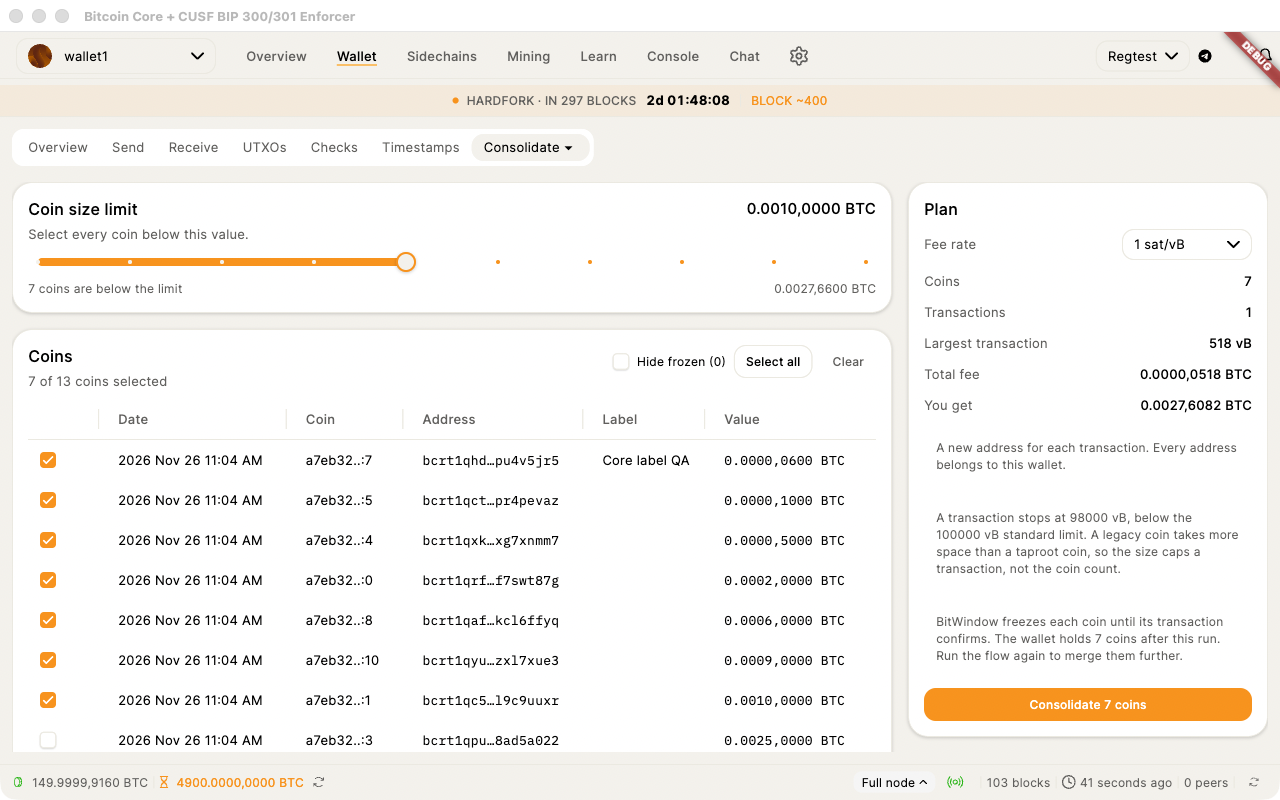 Bitcoin Core + CUSF BIP 300/301 Enforcer
wallet1
Overview
Wallet
Sidechains
Mining
Learn
Console
Chat
Regtest
DEBUG
HARDFORK · IN 297 BLOCKS 2d 01:48:08 BLOCK ~400
Overview
Send
Receive
UTXOs
Checks
Timestamps
Consolidate
Coin size limit
0.0010,0000 BTC
Select every coin below this value.
7 coins are below the limit
0.0027,6600 BTC
Coins
7 of 13 coins selected
Hide frozen (0)
Select all
Clear
Date Coin Address Label Value
2026 Nov 26 11:04 AM a7eb32..:7 bcrt1qhd…pu4v5jr5 Core label QA 0.0000,0600 BTC
2026 Nov 26 11:04 AM a7eb32..:5 bcrt1qct…pr4pevaz 0.0000,1000 BTC
2026 Nov 26 11:04 AM a7eb32..:4 bcrt1qxk…xg7xnmm7 0.0000,5000 BTC
2026 Nov 26 11:04 AM a7eb32..:0 bcrt1qrf…f7swt87g 0.0002,0000 BTC
2026 Nov 26 11:04 AM a7eb32..:8 bcrt1qaf…kcl6ffyq 0.0006,0000 BTC
2026 Nov 26 11:04 AM a7eb32..:10 bcrt1qyu…zxl7xue3 0.0009,0000 BTC
2026 Nov 26 11:04 AM a7eb32..:1 bcrt1qc5…l9c9uuxr 0.0010,0000 BTC
2026 Nov 26 11:04 AM a7eb32..:3 bcrt1qpu…8ad5a022 0.0025,0000 BTC
Plan
Fee rate 1 sat/vB
Coins 7
Transactions 1
Largest transaction 518 vB
Total fee 0.0000,0518 BTC
You get 0.0027,6082 BTC
A new address for each transaction. Every address
belongs to this wallet.
A transaction stops at 98000 vB, below the
100000 vB standard limit. A legacy coin takes more
space than a taproot coin, so the size caps a
transaction, not the coin count.
BitWindow freezes each coin until its transaction
confirms. The wallet holds 7 coins after this run.
Run the flow again to merge them further.
Consolidate 7 coins
149.9999,9160 BTC
4900.0000,0000 BTC
Full node
103 blocks
41 seconds ago
0 peers